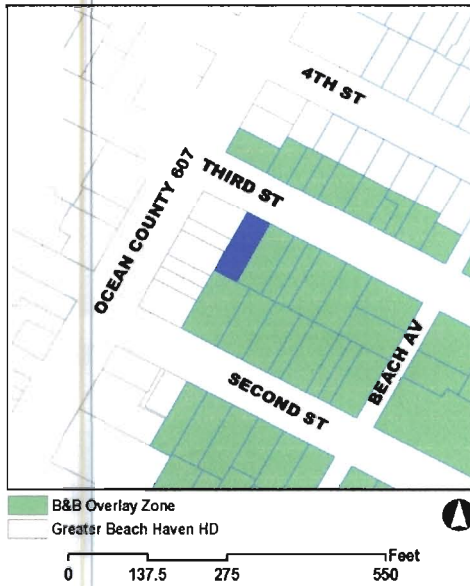 4TH ST
THIRD ST
OCEAN COUNTY 607
BEACH AV
SECOND ST
B&B Overlay Zone
Greater Beach Haven HD
Feet
0 137.5 275 550